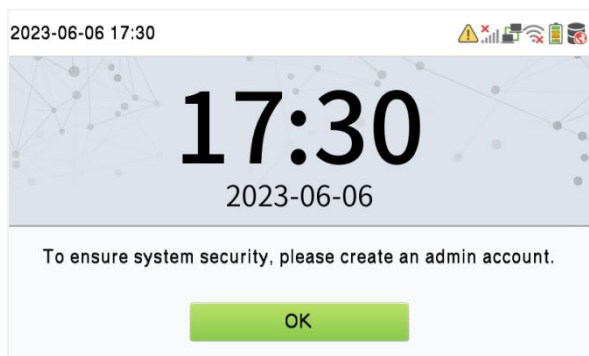 2023-06-06 17:30
17:30
2023-06-06
To ensure system security, please create an admin account.
OK